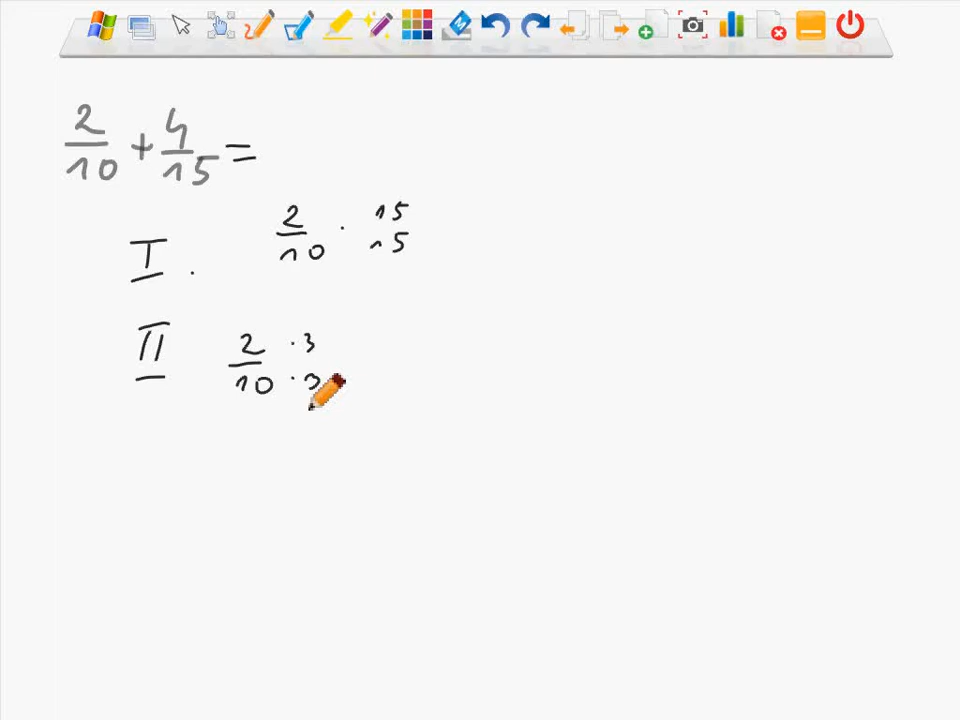 2/10 + 4/15 =
I . 2/10 · 15/15
II 2 · 3 / 10 · 3